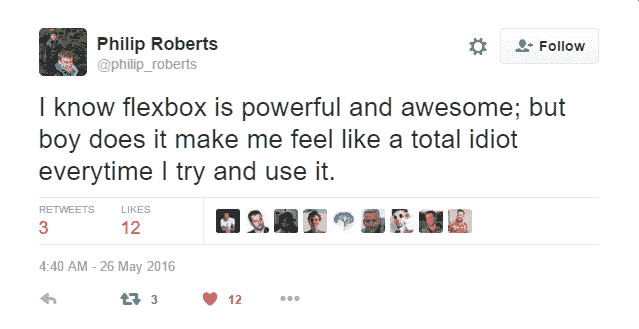 Philip Roberts
@philip_roberts
Follow
I know flexbox is powerful and awesome; but
boy does it make me feel like a total idiot
everytime I try and use it.
RETWEETS LIKES
3 12
4:40 AM - 26 May 2016
3 12